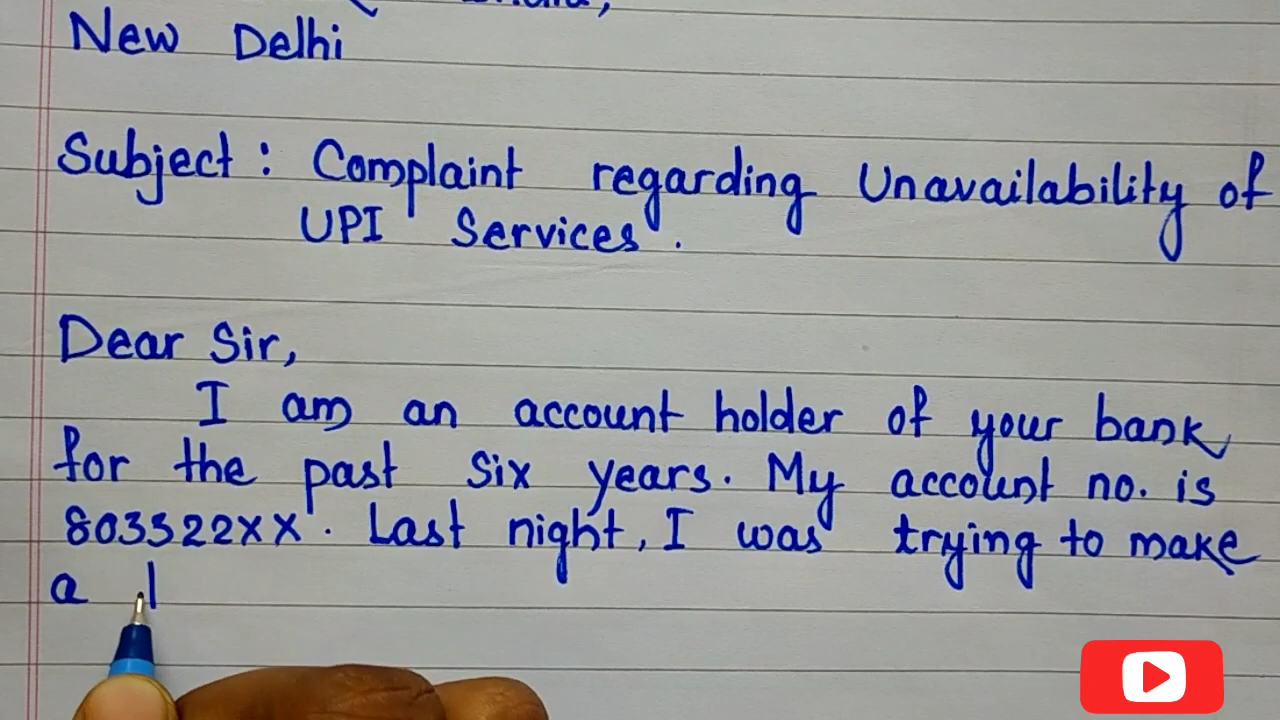 New Delhi
Subject: Complaint regarding Unavailability of
UPI Services.
Dear Sir,
I am an account holder of your bank
for the past six years. My account no. is
803322XX. Last night, I was trying to make
a